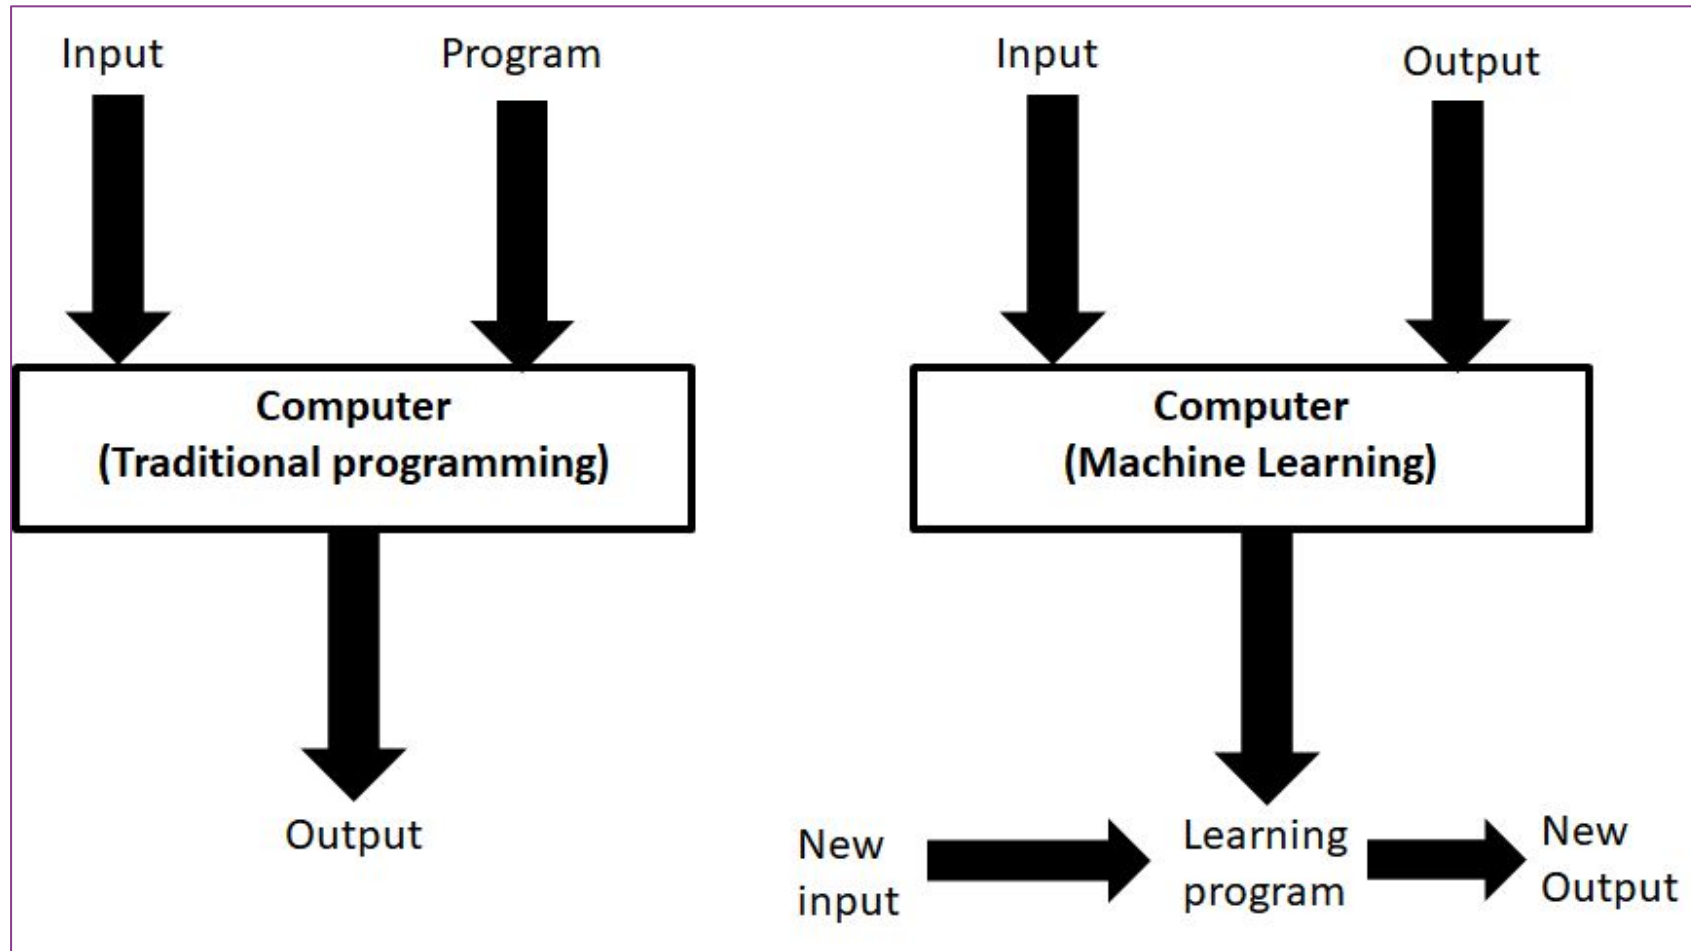 Input
Program
Computer
(Traditional programming)
Output
Input
Output
Computer
(Machine Learning)
New
input
Learning
program
New
Output